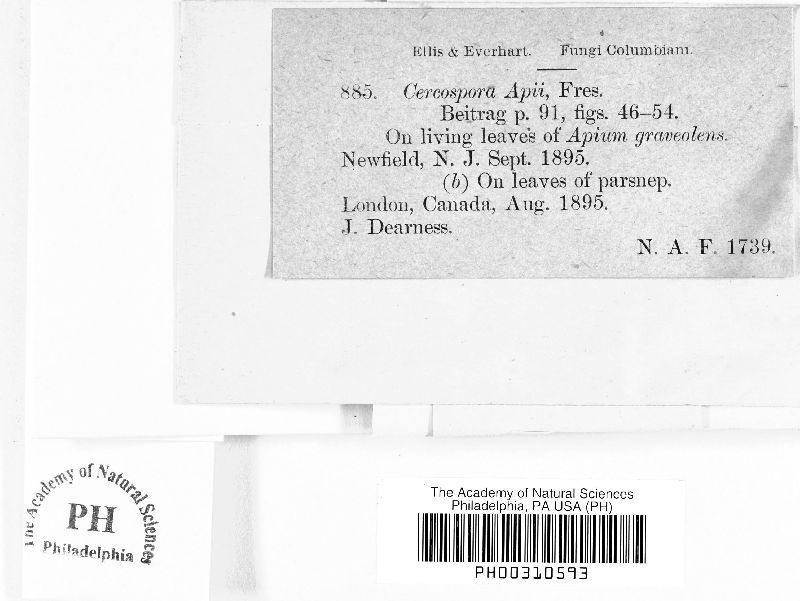 Ellis & Everhart. Fungi Columbiani.
885. Cercospora Apii, Fres.
Beitrag p. 91, figs. 46–54.
On living leaves of Apium graveolens.
Newfield, N. J. Sept. 1895.
(b) On leaves of parsnep.
London, Canada, Aug. 1895.
J. Dearness.
N. A. F. 1739.
The Academy of Natural Sciences
PH
Philadelphia
The Academy of Natural Sciences
Philadelphia, PA USA (PH)
PH00310593